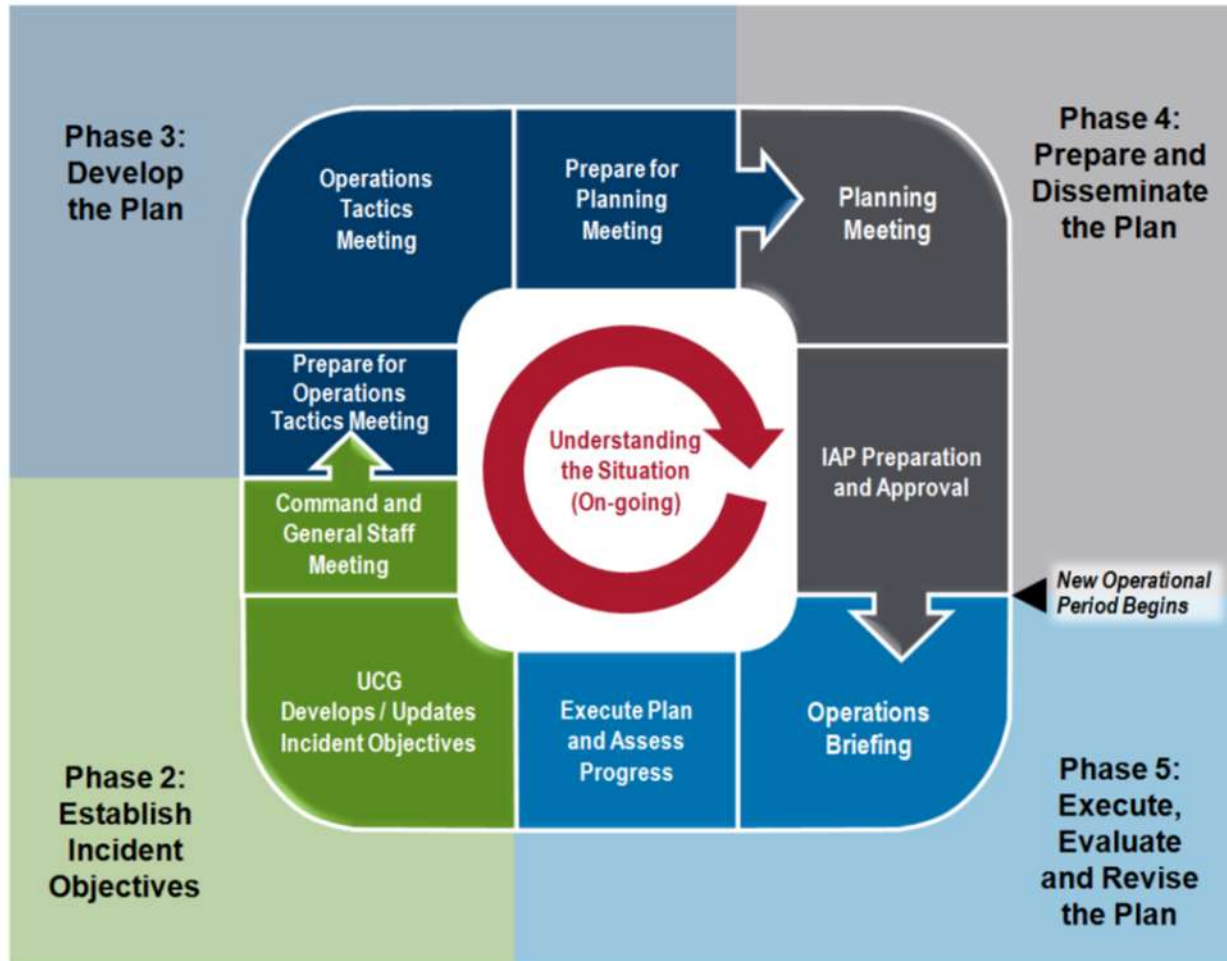 Phase 3:
Develop
the Plan
Operations
Tactics
Meeting
Prepare for
Planning
Meeting
Planning
Meeting
Phase 4:
Prepare and
Disseminate
the Plan
Prepare for
Operations
Tactics Meeting
Understanding
the Situation
(On-going)
IAP Preparation
and Approval
Command and
General Staff
Meeting
New Operational
Period Begins
UCG
Develops / Updates
Incident Objectives
Execute Plan
and Assess
Progress
Operations
Briefing
Phase 2:
Establish
Incident
Objectives
Phase 5:
Execute,
Evaluate
and Revise
the Plan